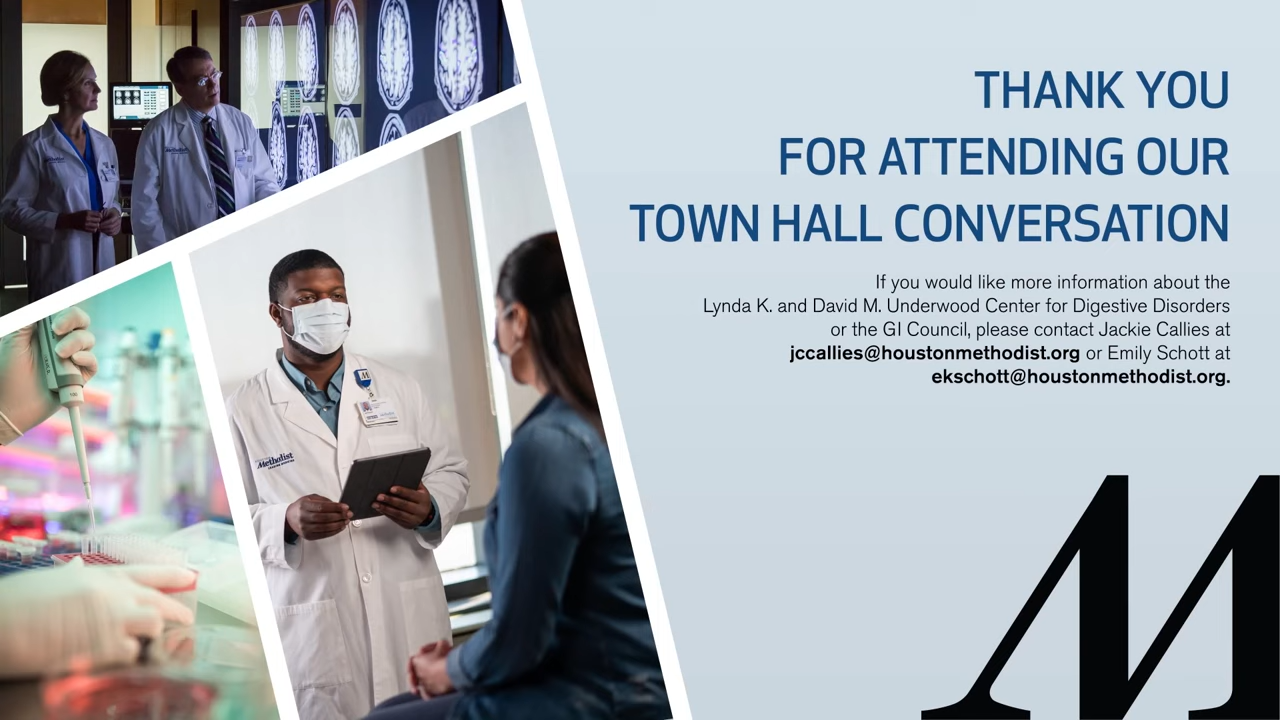 THANK YOU
FOR ATTENDING OUR
TOWN HALL CONVERSATION
If you would like more information about the
Lynda K. and David M. Underwood Center for Digestive Disorders
or the GI Council, please contact Jackie Callies at
jccallies@houstonmethodist.org or Emily Schott at
ekschott@houstonmethodist.org.
Methodist
M
M